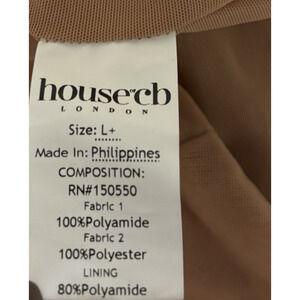 house of cb
LONDON
Size: L+
Made In: Philippines
COMPOSITION:
RN#150550
Fabric 1
100%Polyamide
Fabric 2
100%Polyester
LINING
80%Polyamide